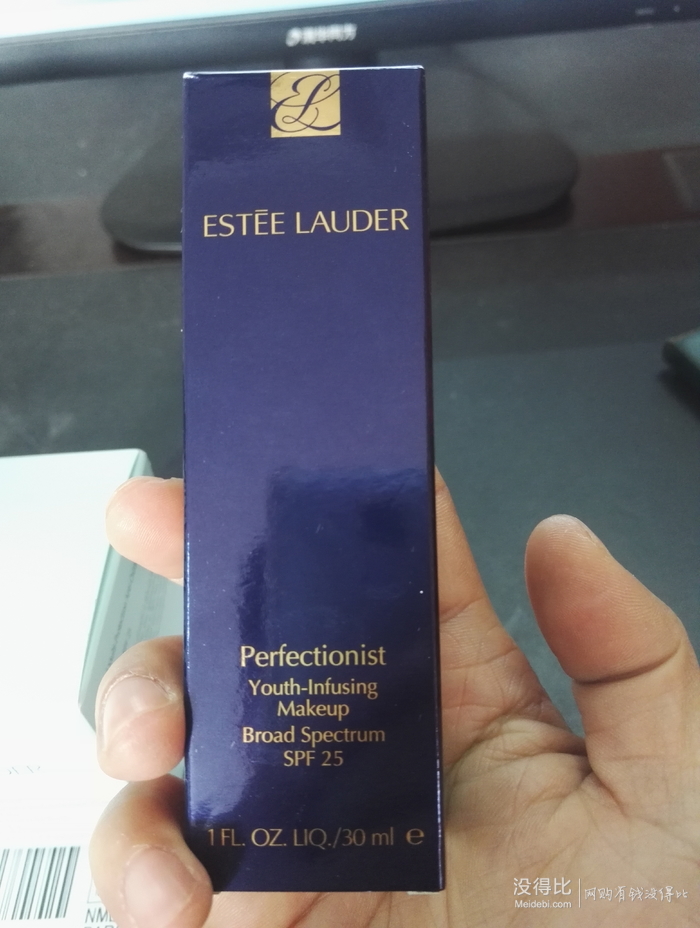 EL
ESTĒE LAUDER
Perfectionist
Youth-Infusing
Makeup
Broad Spectrum
SPF 25
1 FL. OZ. LIQ./30 ml ℮
没得比
Meidebi.com
网购有钱没得比